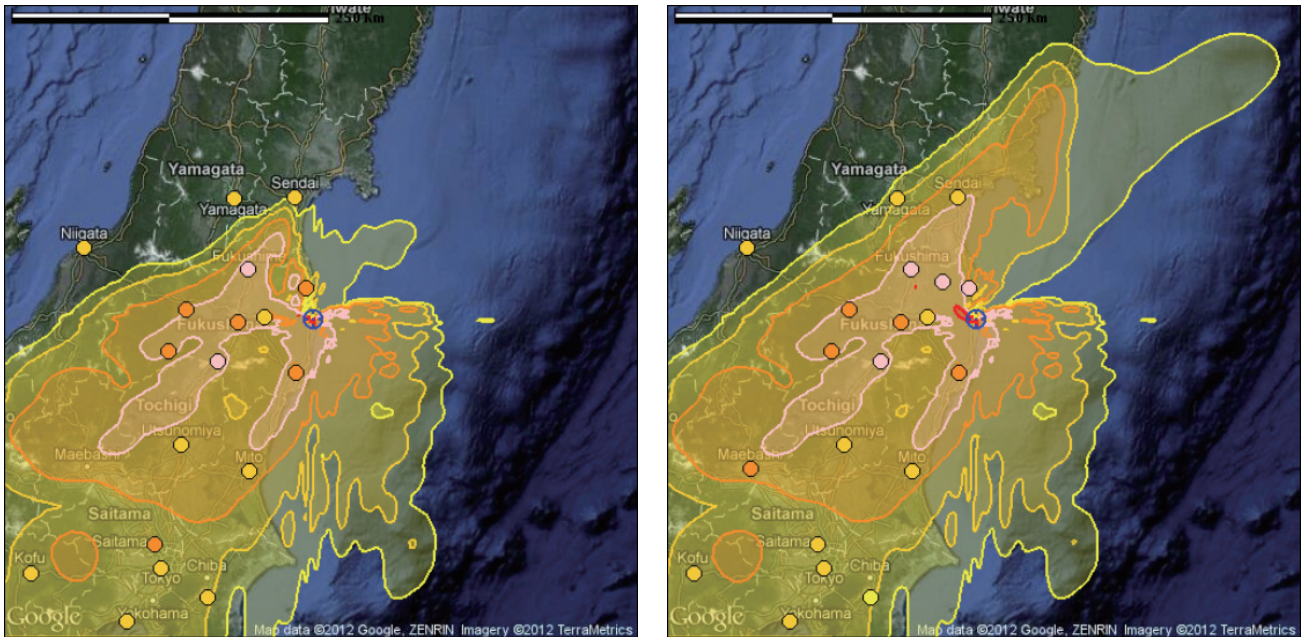 250 Km
Iwate
Yamagata
Sendai
Yamagata
Niigata
Fukushima
Fukushima
Tochigi
Utsunomiya
Maebashi
Mito
Saitama
Saitama
Kofu
Tokyo
Chiba
Yokohama
Google
Map data ©2012 Google, ZENRIN Imagery ©2012 TerraMetrics
250 Km
Iwate
Yamagata
Sendai
Yamagata
Niigata
Fukushima
Fukushima
Tochigi
Utsunomiya
Maebashi
Mito
Saitama
Saitama
Kofu
Tokyo
Chiba
Yokohama
Google
Map data ©2012 Google, ZENRIN Imagery ©2012 TerraMetrics